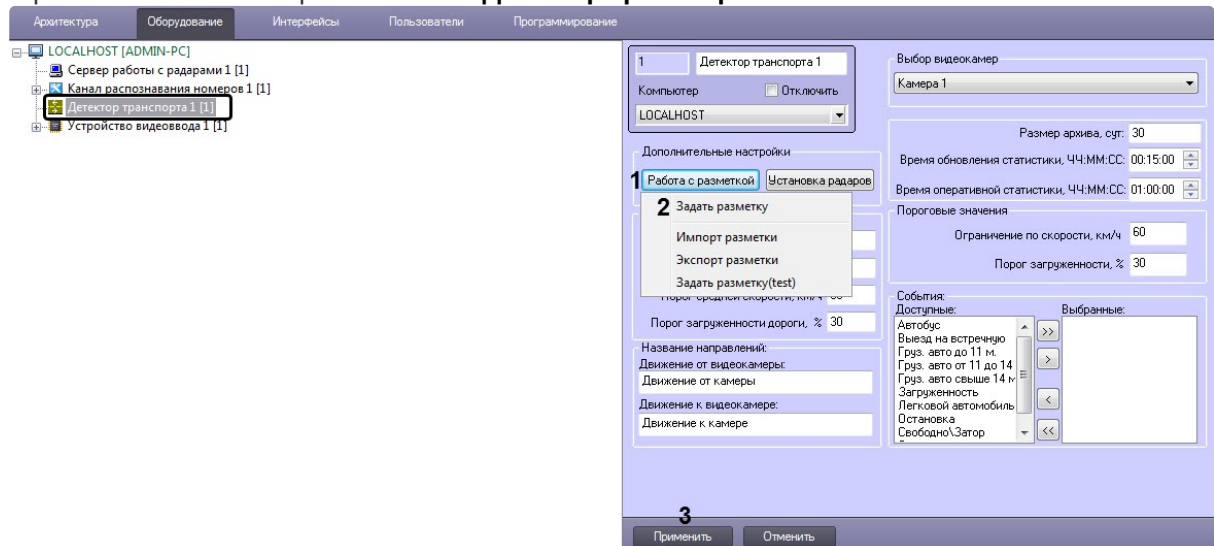 Архитектура Оборудование Интерфейсы Пользователи Программирование
LOCALHOST [ADMIN-PC]
Сервер работы с радарами 1 [1]
Канал распознавания номеров 1 [1]
Детектор транспорта 1 [1]
Устройство видеоввода 1 [1]
1 Детектор транспорта 1
Компьютер Отключить
LOCALHOST
Дополнительные настройки
1 Работа с разметкой Установка радаров
2 Задать разметку
Импорт разметки
Экспорт разметки
Задать разметку(test)
Порог загруженности дороги, % 30
Название направлений:
Движение от видеокамеры:
Движение от камеры
Движение к видеокамере:
Движение к камере
Выбор видеокамер
Камера 1
Размер архива, сут: 30
Время обновления статистики, ЧЧ:ММ:СС: 00:15:00
Время оперативной статистики, ЧЧ:ММ:СС: 01:00:00
Пороговые значения
Ограничение по скорости, км/ч 60
Порог загруженности, % 30
События:
Доступные: Выбранные:
Автобус
Выезд на встречную
Груз. авто до 11 м.
Груз. авто от 11 до 14
Груз. авто свыше 14 м
Загруженность
Легковой автомобиль
Остановка
Свободно\Затор
>>
>
<
<<
3
Применить Отменить